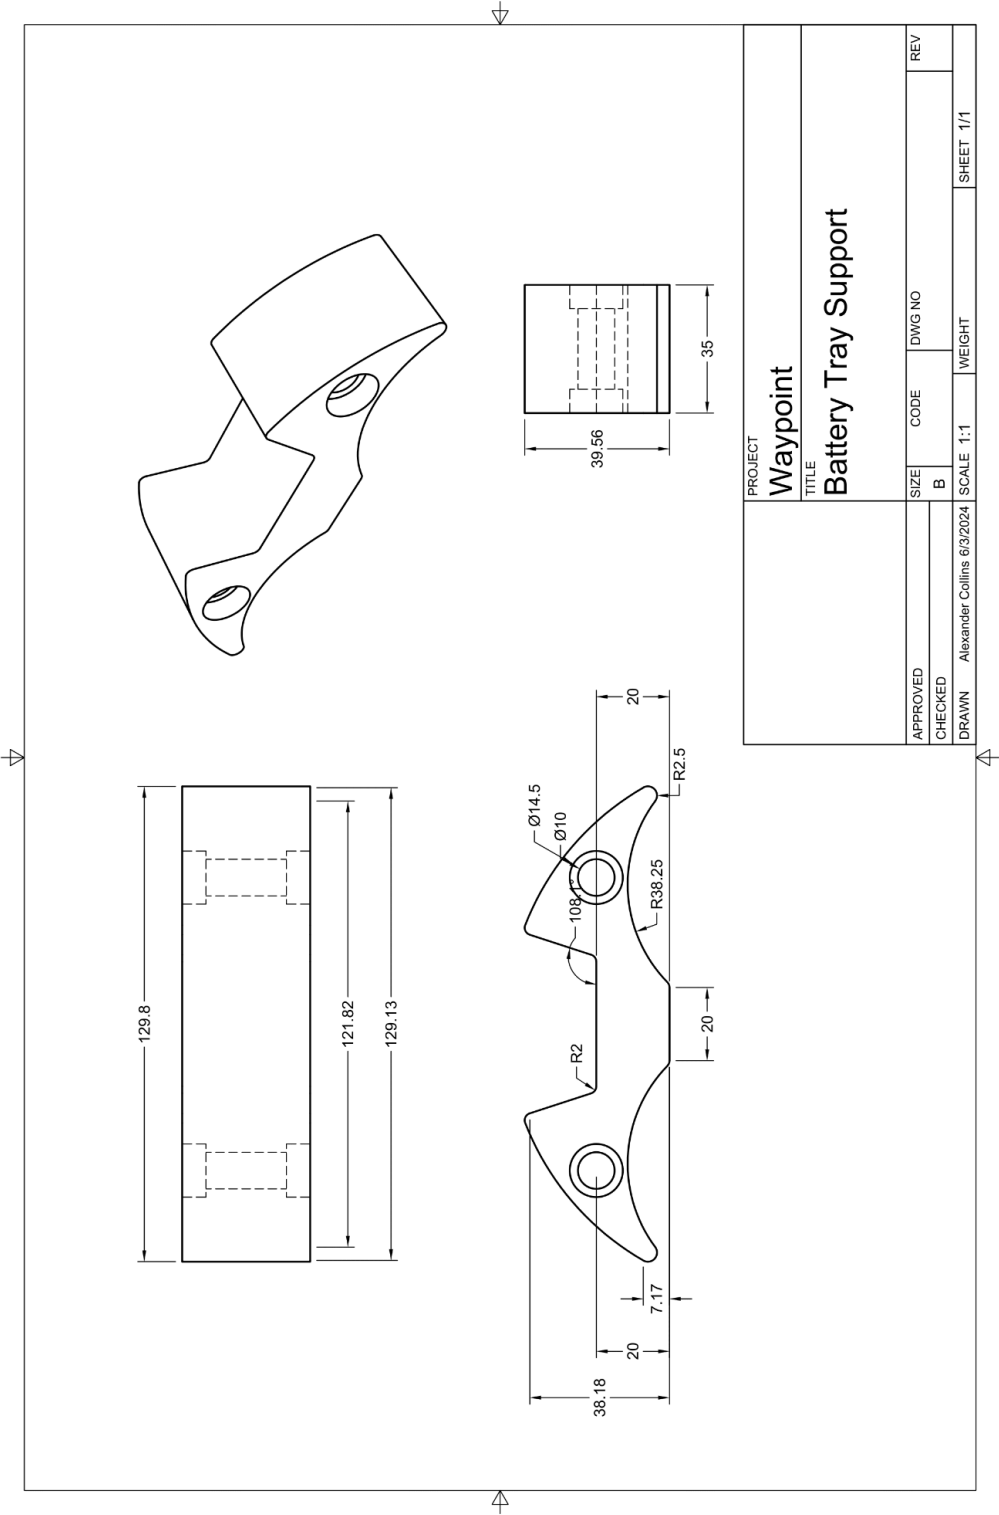 129.8
121.82
129.13
39.56
35
Ø14.5
Ø10
108.1°
R2
R38.25
R2.5
20
20
20
7.17
38.18
PROJECT
Waypoint
TITLE
Battery Tray Support
APPROVED
CHECKED
DRAWN Alexander Collins 6/3/2024
SIZE
B
CODE
DWG NO
REV
SCALE 1:1
WEIGHT
SHEET 1/1